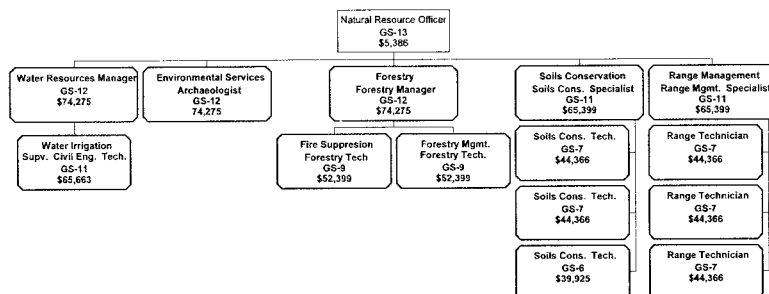 Natural Resource Officer
GS-13
$5,386
Water Resources Manager
GS-12
$74,275
Environmental Services
Archaeologist
GS-12
74,275
Forestry
Forestry Manager
GS-12
$74,275
Soils Conservation
Soils Cons. Specialist
GS-11
$65,399
Range Management
Range Mgmt. Specialist
GS-11
$65,399
Water Irrigation
Supv. Civil Eng. Tech.
GS-11
$65,663
Fire Suppresion
Forestry Tech
GS-9
$52,399
Forestry Mgmt.
Forestry Tech.
GS-9
$52,399
Soils Cons. Tech.
GS-7
$44,366
Range Technician
GS-7
$44,366
Soils Cons. Tech.
GS-7
$44,366
Range Technician
GS-7
$44,366
Soils Cons. Tech.
GS-6
$39,925
Range Technician
GS-7
$44,366